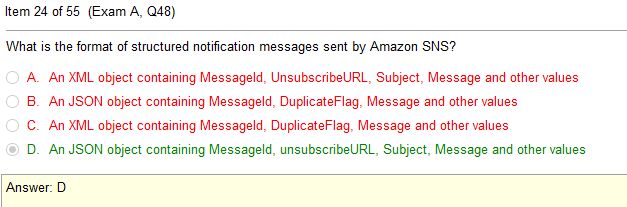 Item 24 of 55 (Exam A, Q48)
What is the format of structured notification messages sent by Amazon SNS?
A. An XML object containing MessageId, UnsubscribeURL, Subject, Message and other values
B. An JSON object containing MessageId, DuplicateFlag, Message and other values
C. An XML object containing MessageId, DuplicateFlag, Message and other values
D. An JSON object containing MessageId, unsubscribeURL, Subject, Message and other values
Answer: D